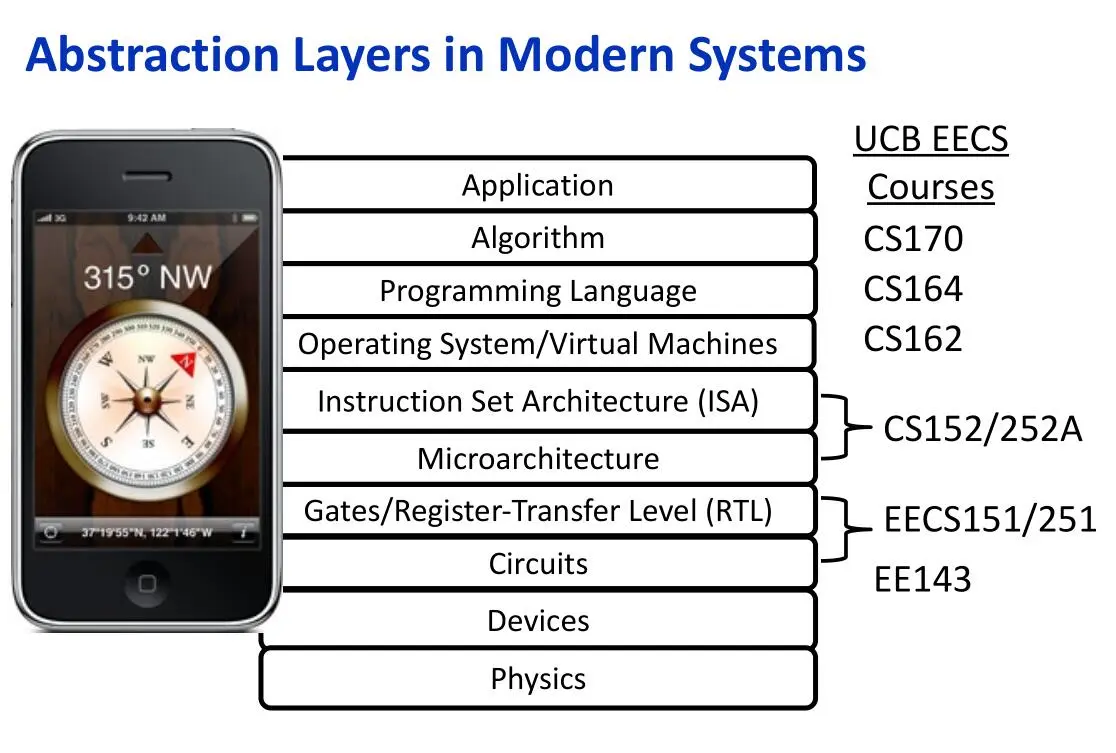 Abstraction Layers in Modern Systems
UCB EECS
Courses
Application
Algorithm
CS170
Programming Language
CS164
Operating System/Virtual Machines
CS162
Instruction Set Architecture (ISA)
CS152/252A
Microarchitecture
Gates/Register-Transfer Level (RTL)
EECS151/251
Circuits
EE143
Devices
Physics
3G 9:42 AM
315° NW
NW
N
W
NE
SW
E
S
SE
37°19'55"N, 122°1'46"W
i